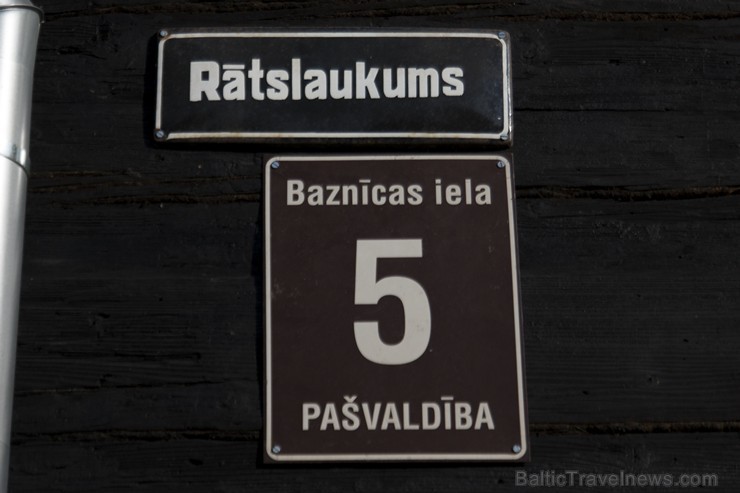 Rātslaukums
Baznīcas iela
5
PAŠVALDĪBA
BalticTravelnews.com